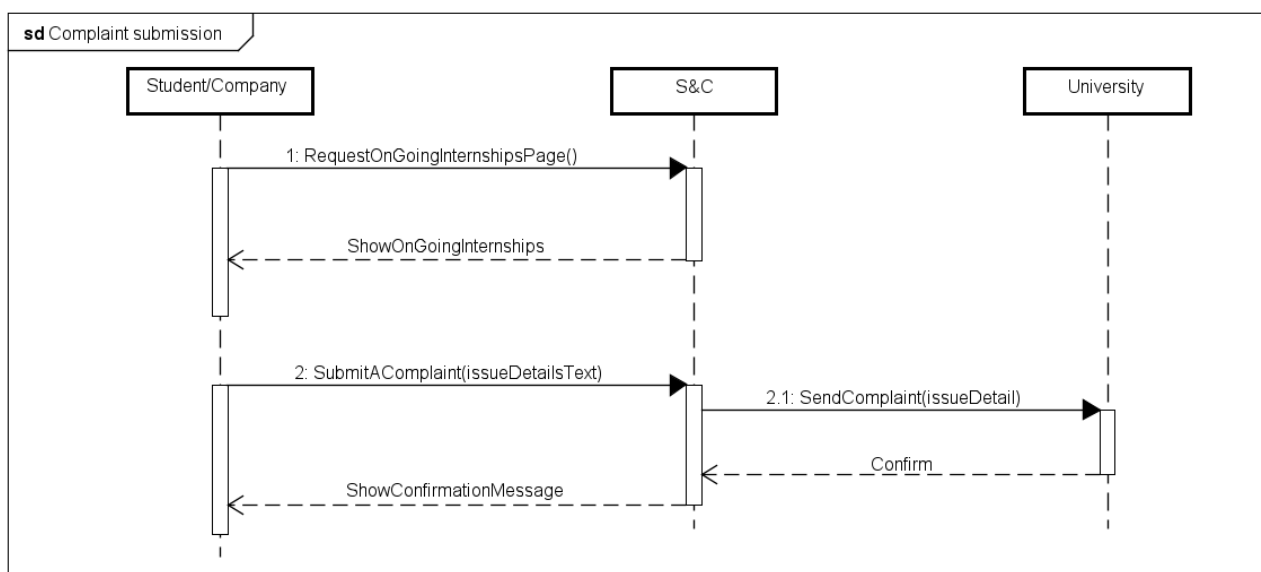 sd Complaint submission
Student/Company
S&C
University
1: RequestOnGoingInternshipsPage()
ShowOnGoingInternships
2: SubmitAComplaint(issueDetailsText)
2.1: SendComplaint(issueDetail)
Confirm
ShowConfirmationMessage